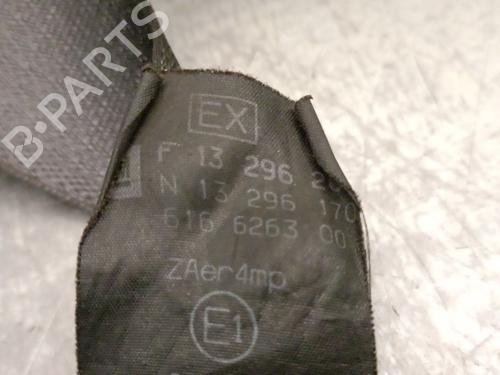 B-PARTS
EX
F 13 296
N 13 296 170
616 6263 00
ZAer4mp
E1